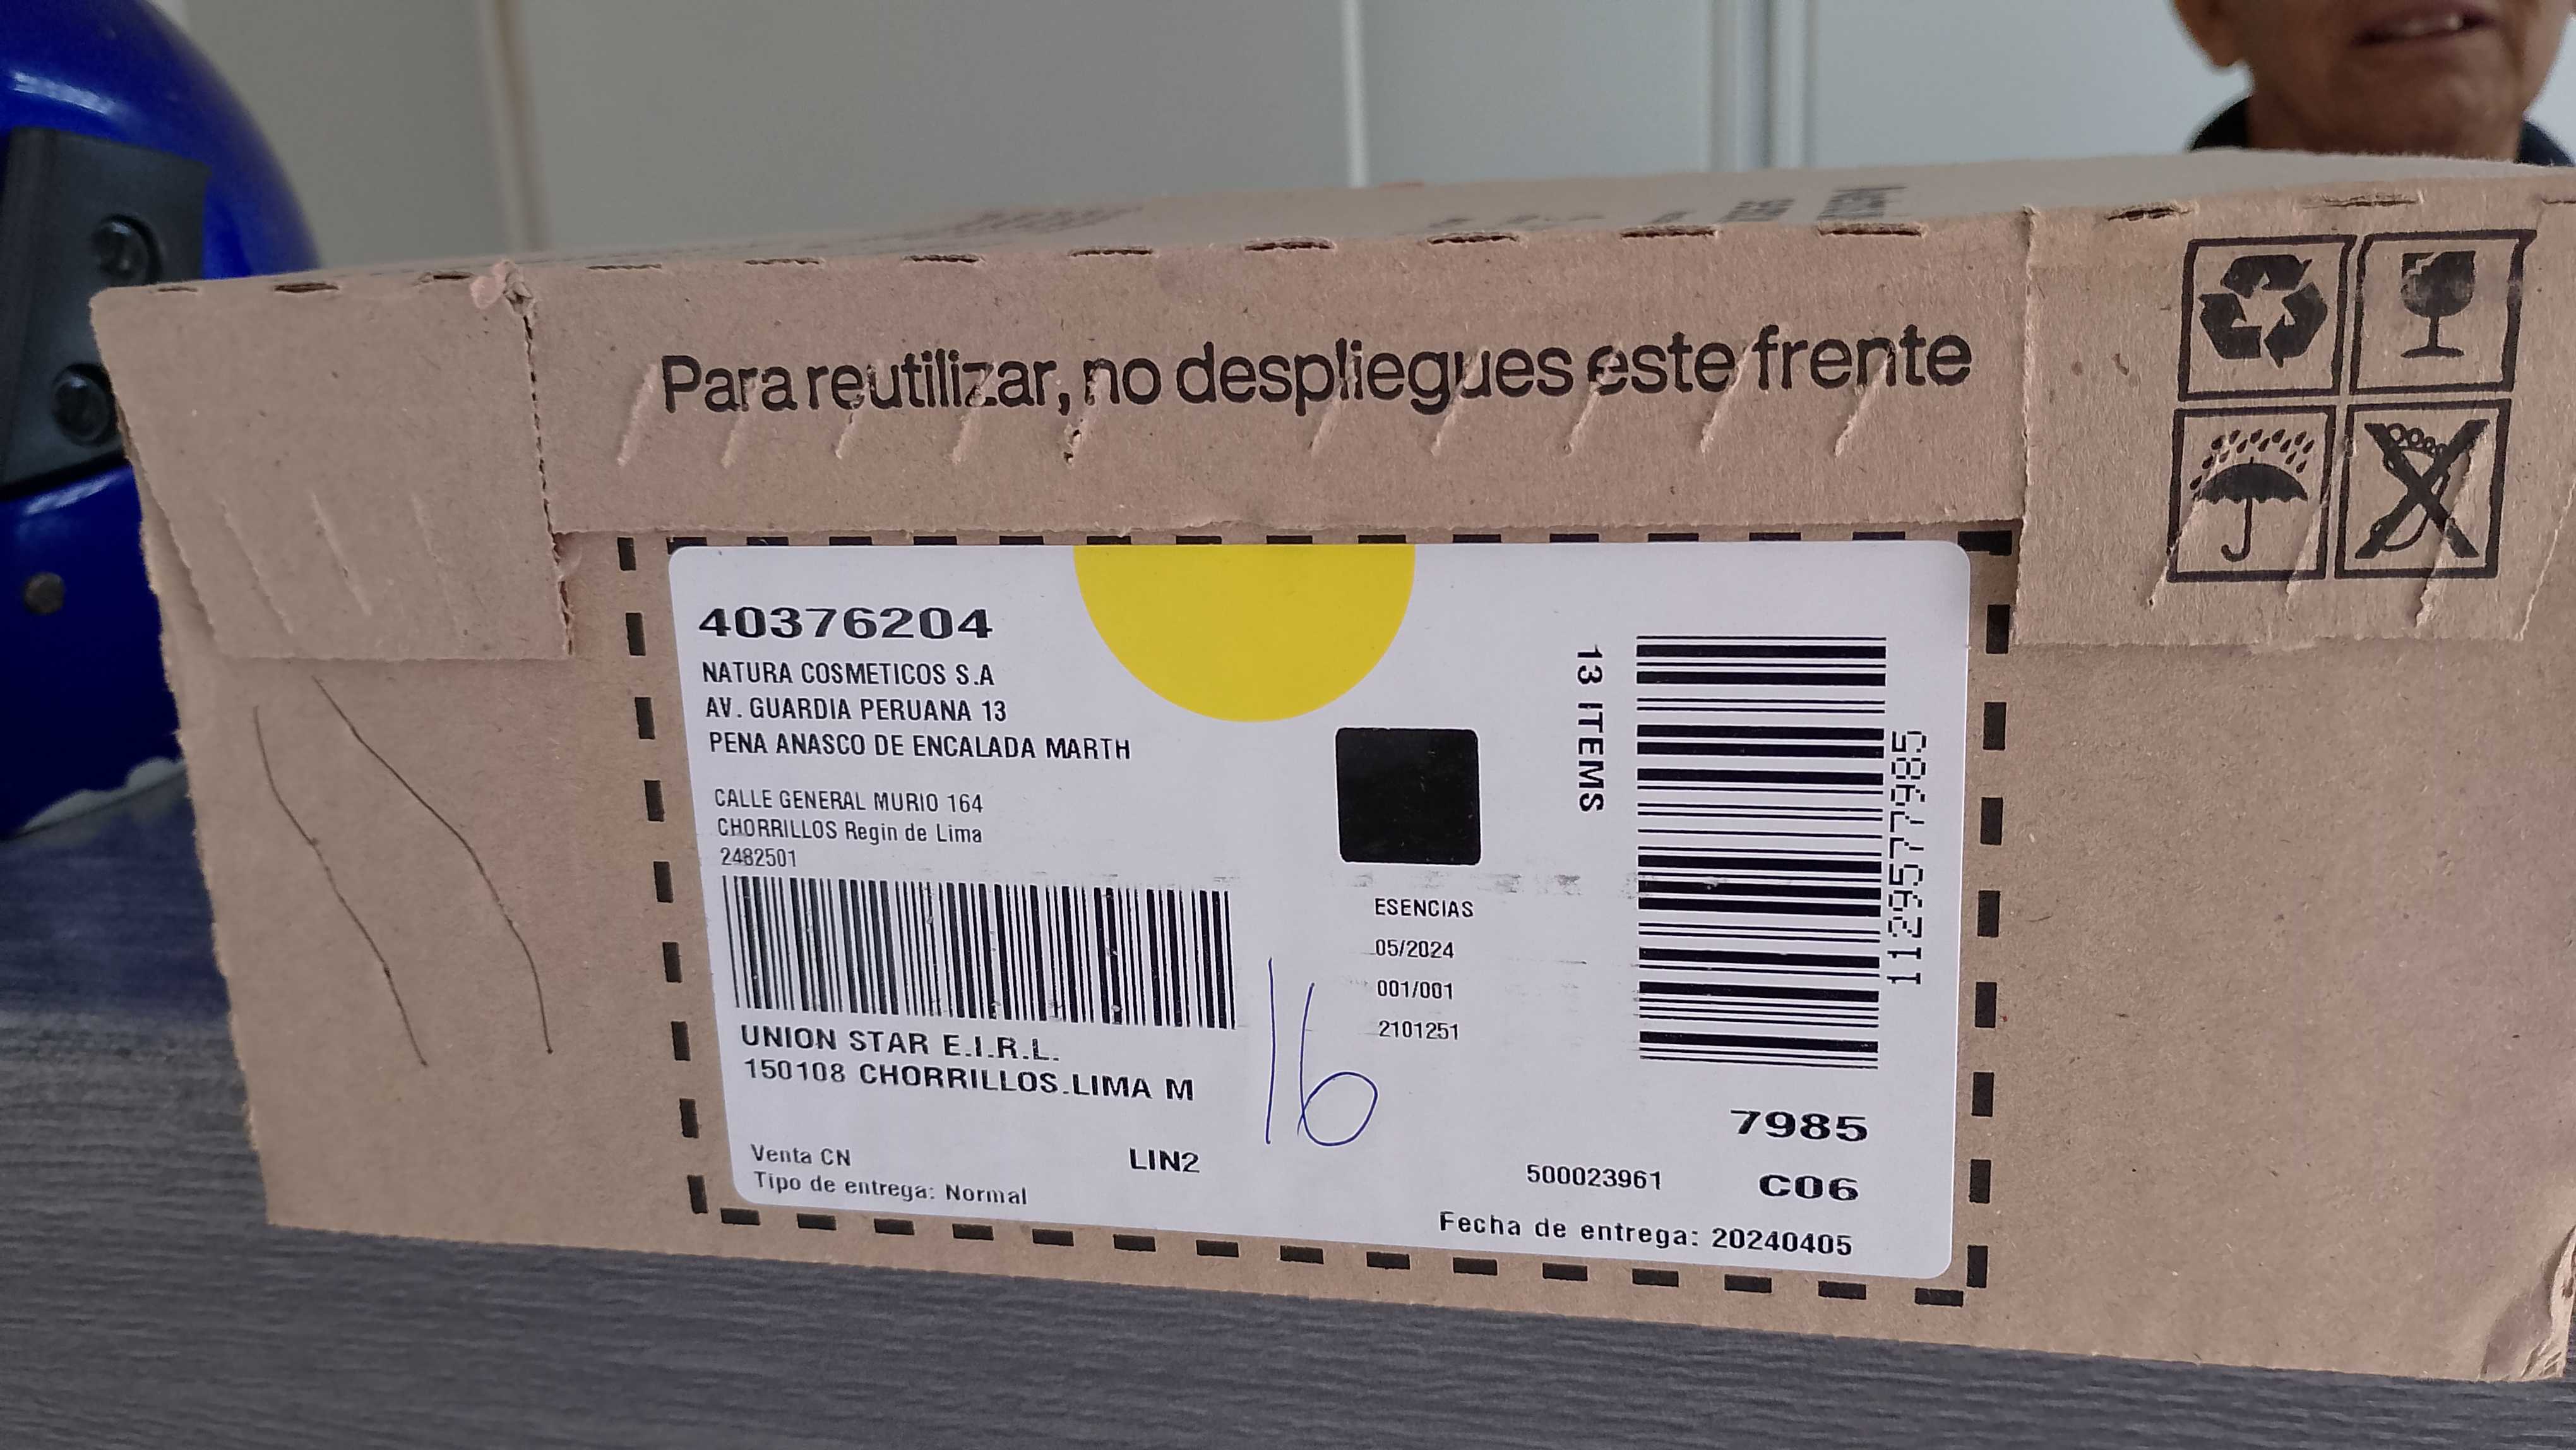 Para reutilizar, no despliegues este frente
40376204
NATURA COSMETICOS S.A
AV. GUARDIA PERUANA 13
PENA ANASCO DE ENCALADA MARTH
CALLE GENERAL MURIO 164
CHORRILLOS Regin de Lima
2482501
UNION STAR E.I.R.L.
150108 CHORRILLOS.LIMA M
Venta CN
LIN2
Tipo de entrega: Normal
16
ESENCIAS
05/2024
001/001
2101251
13 ITEMS
11295777985
7985
500023961
C06
Fecha de entrega: 20240405